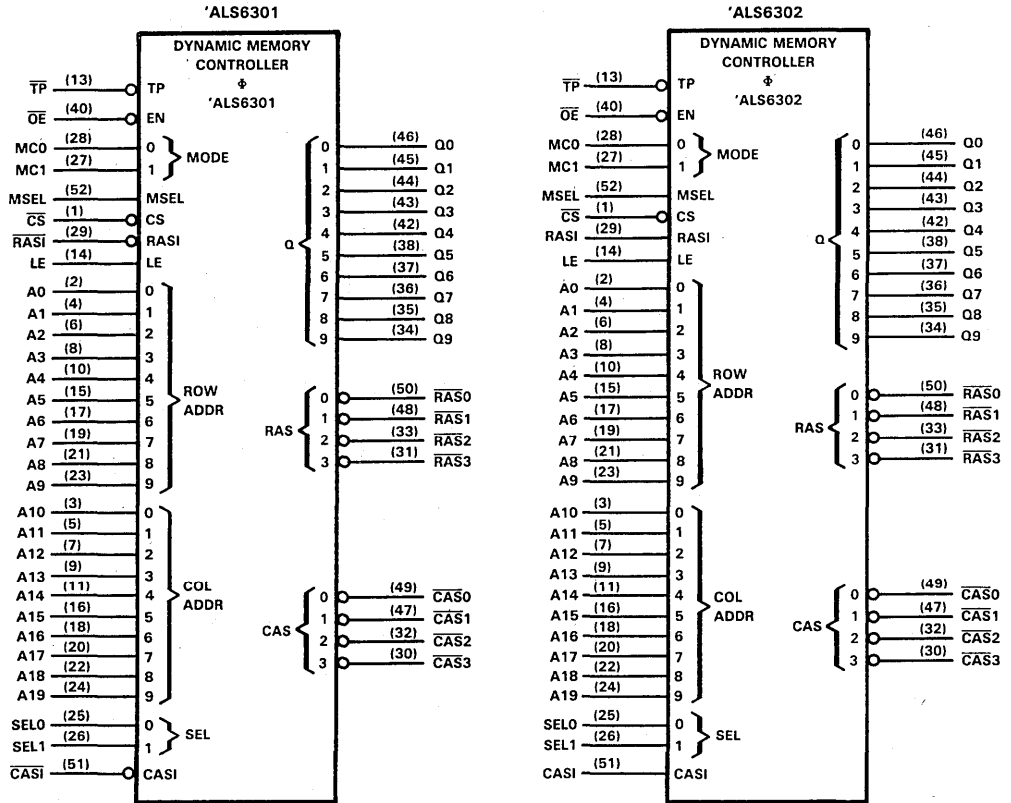 'ALS6301
DYNAMIC MEMORY
CONTROLLER
Φ
'ALS6301
TP (13) TP
OE (40) EN
MC0 (28) 0
MC1 (27) 1
MODE
MSEL (52) MSEL
CS (1) CS
RASI (29) RASI
LE (14) LE
A0 (2) 0
A1 (4) 1
A2 (6) 2
A3 (8) 3
A4 (10) 4
A5 (15) 5
A6 (17) 6
A7 (19) 7
A8 (21) 8
A9 (23) 9
ROW
ADDR
A10 (3) 0
A11 (5) 1
A12 (7) 2
A13 (9) 3
A14 (11) 4
A15 (16) 5
A16 (18) 6
A17 (20) 7
A18 (22) 8
A19 (24) 9
COL
ADDR
SEL0 (25) 0
SEL1 (26) 1
SEL
CASI (51) CASI
Q
0 (46) Q0
1 (45) Q1
2 (44) Q2
3 (43) Q3
4 (42) Q4
5 (38) Q5
6 (37) Q6
7 (36) Q7
8 (35) Q8
9 (34) Q9
RAS
0 (50) RAS0
1 (48) RAS1
2 (33) RAS2
3 (31) RAS3
CAS
0 (49) CAS0
1 (47) CAS1
2 (32) CAS2
3 (30) CAS3
'ALS6302
DYNAMIC MEMORY
CONTROLLER
Φ
'ALS6302
TP (13) TP
OE (40) EN
MC0 (28) 0
MC1 (27) 1
MODE
MSEL (52) MSEL
CS (1) CS
RASI (29) RASI
LE (14) LE
A0 (2) 0
A1 (4) 1
A2 (6) 2
A3 (8) 3
A4 (10) 4
A5 (15) 5
A6 (17) 6
A7 (19) 7
A8 (21) 8
A9 (23) 9
ROW
ADDR
A10 (3) 0
A11 (5) 1
A12 (7) 2
A13 (9) 3
A14 (11) 4
A15 (16) 5
A16 (18) 6
A17 (20) 7
A18 (22) 8
A19 (24) 9
COL
ADDR
SEL0 (25) 0
SEL1 (26) 1
SEL
CASI (51) CASI
Q
0 (46) Q0
1 (45) Q1
2 (44) Q2
3 (43) Q3
4 (42) Q4
5 (38) Q5
6 (37) Q6
7 (36) Q7
8 (35) Q8
9 (34) Q9
RAS
0 (50) RAS0
1 (48) RAS1
2 (33) RAS2
3 (31) RAS3
CAS
0 (49) CAS0
1 (47) CAS1
2 (32) CAS2
3 (30) CAS3